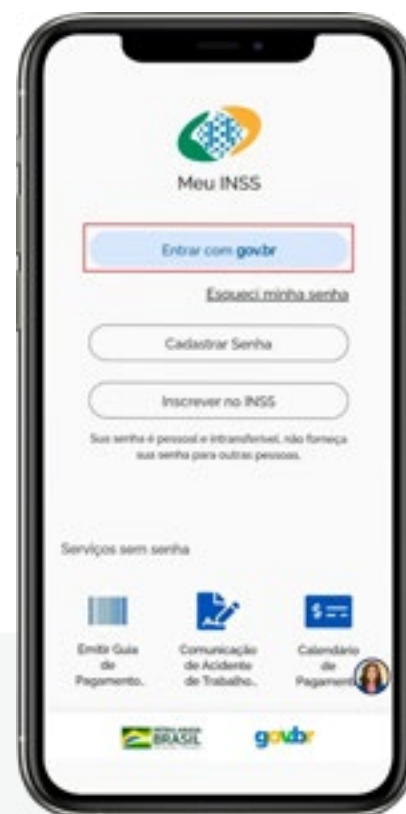 Meu INSS
Entrar com gov.br
Esqueci minha senha
Cadastrar Senha
Inscrever no INSS
Sua senha é pessoal e intransferível, não forneça
sua senha para outras pessoas.
Serviços sem senha
Emitir Guia
de
Pagamento..
Comunicação
de Acidente
de Trabalho..
Calendário
de
Pagament
BRASIL
gov.br